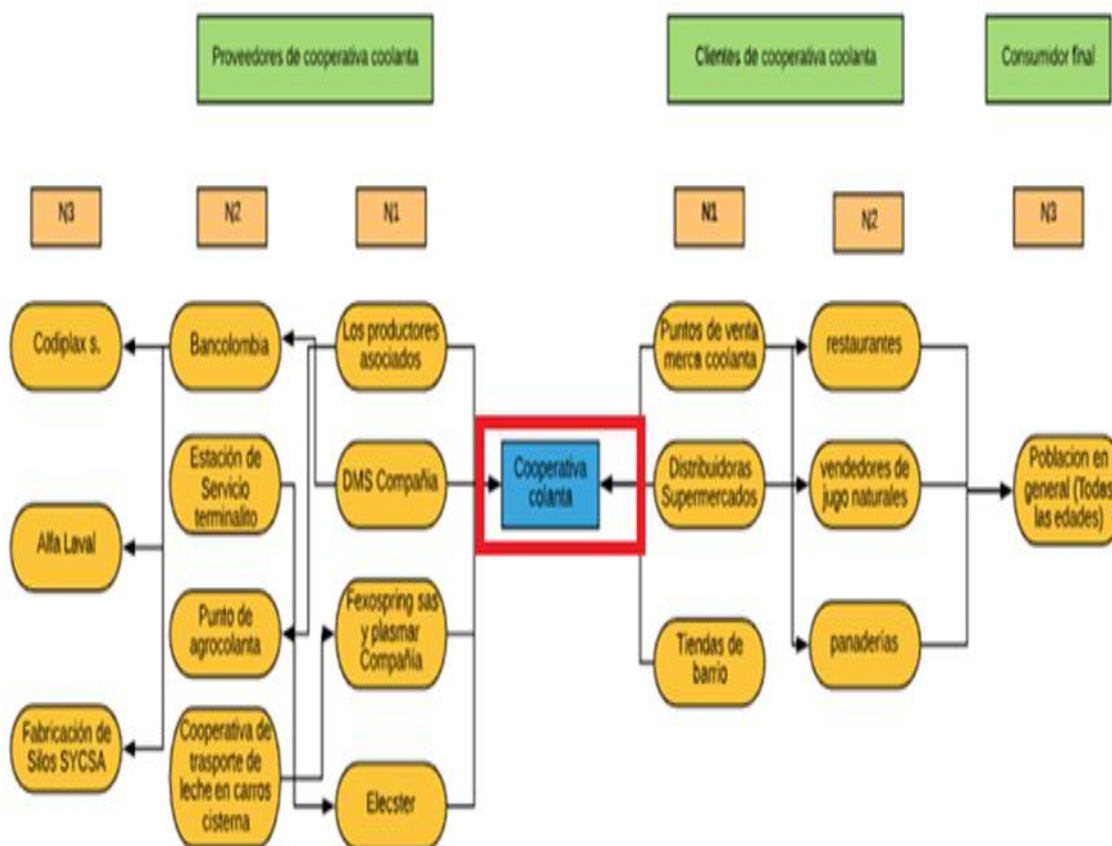 Proveedores de cooperativa coolanta
Clientes de cooperativa coolanta
Consumidor final
N3
N2
N1
N1
N2
N3
Codiplax s.
Bancolombia
Los productores
asociados
Puntos de venta
merca coolanta
restaurantes
Alfa Laval
Estación de
Servicio
terminalito
DMS Compañia
Cooperativa
colanta
Distribuidoras
Supermercados
vendedores de
jugo naturales
Poblacion en
general (Todas
las edades)
Punto de
agrocolanta
Fexospring sas
y plasmar
Compañía
Tiendas de
barrio
panaderias
Fabricación de
Silos SYCSA
Cooperativa de
trasporte de
leche en carros
cisterna
Elecster